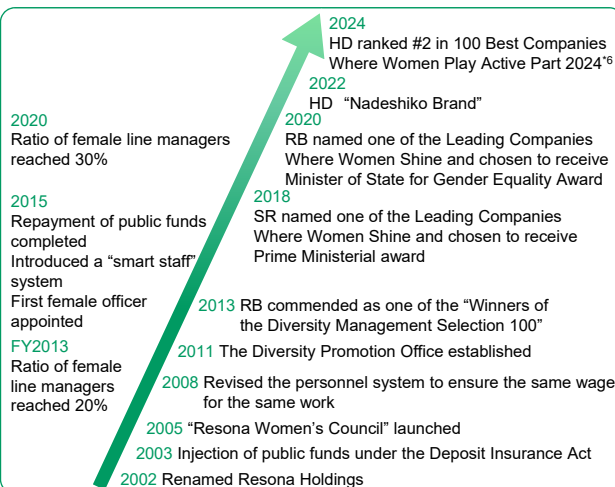 2024
HD ranked #2 in 100 Best Companies
Where Women Play Active Part 2024*6
2022
HD “Nadeshiko Brand”
2020
RB named one of the Leading Companies
Where Women Shine and chosen to receive
Minister of State for Gender Equality Award
2018
SR named one of the Leading Companies
Where Women Shine and chosen to receive
Prime Ministerial award
2013 RB commended as one of the “Winners of
the Diversity Management Selection 100”
2011 The Diversity Promotion Office established
2008 Revised the personnel system to ensure the same wage
for the same work
2005 “Resona Women’s Council” launched
2003 Injection of public funds under the Deposit Insurance Act
2002 Renamed Resona Holdings
2020
Ratio of female line managers
reached 30%
2015
Repayment of public funds
completed
Introduced a “smart staff”
system
First female officer
appointed
FY2013
Ratio of female
line managers
reached 20%